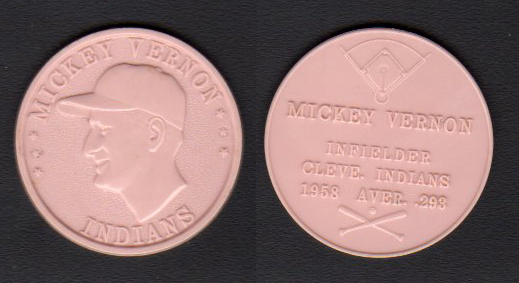 MICKEY VERNON
INDIANS
MICKEY VERNON
INFIELDER
CLEVE. INDIANS
1958 AVER. .293